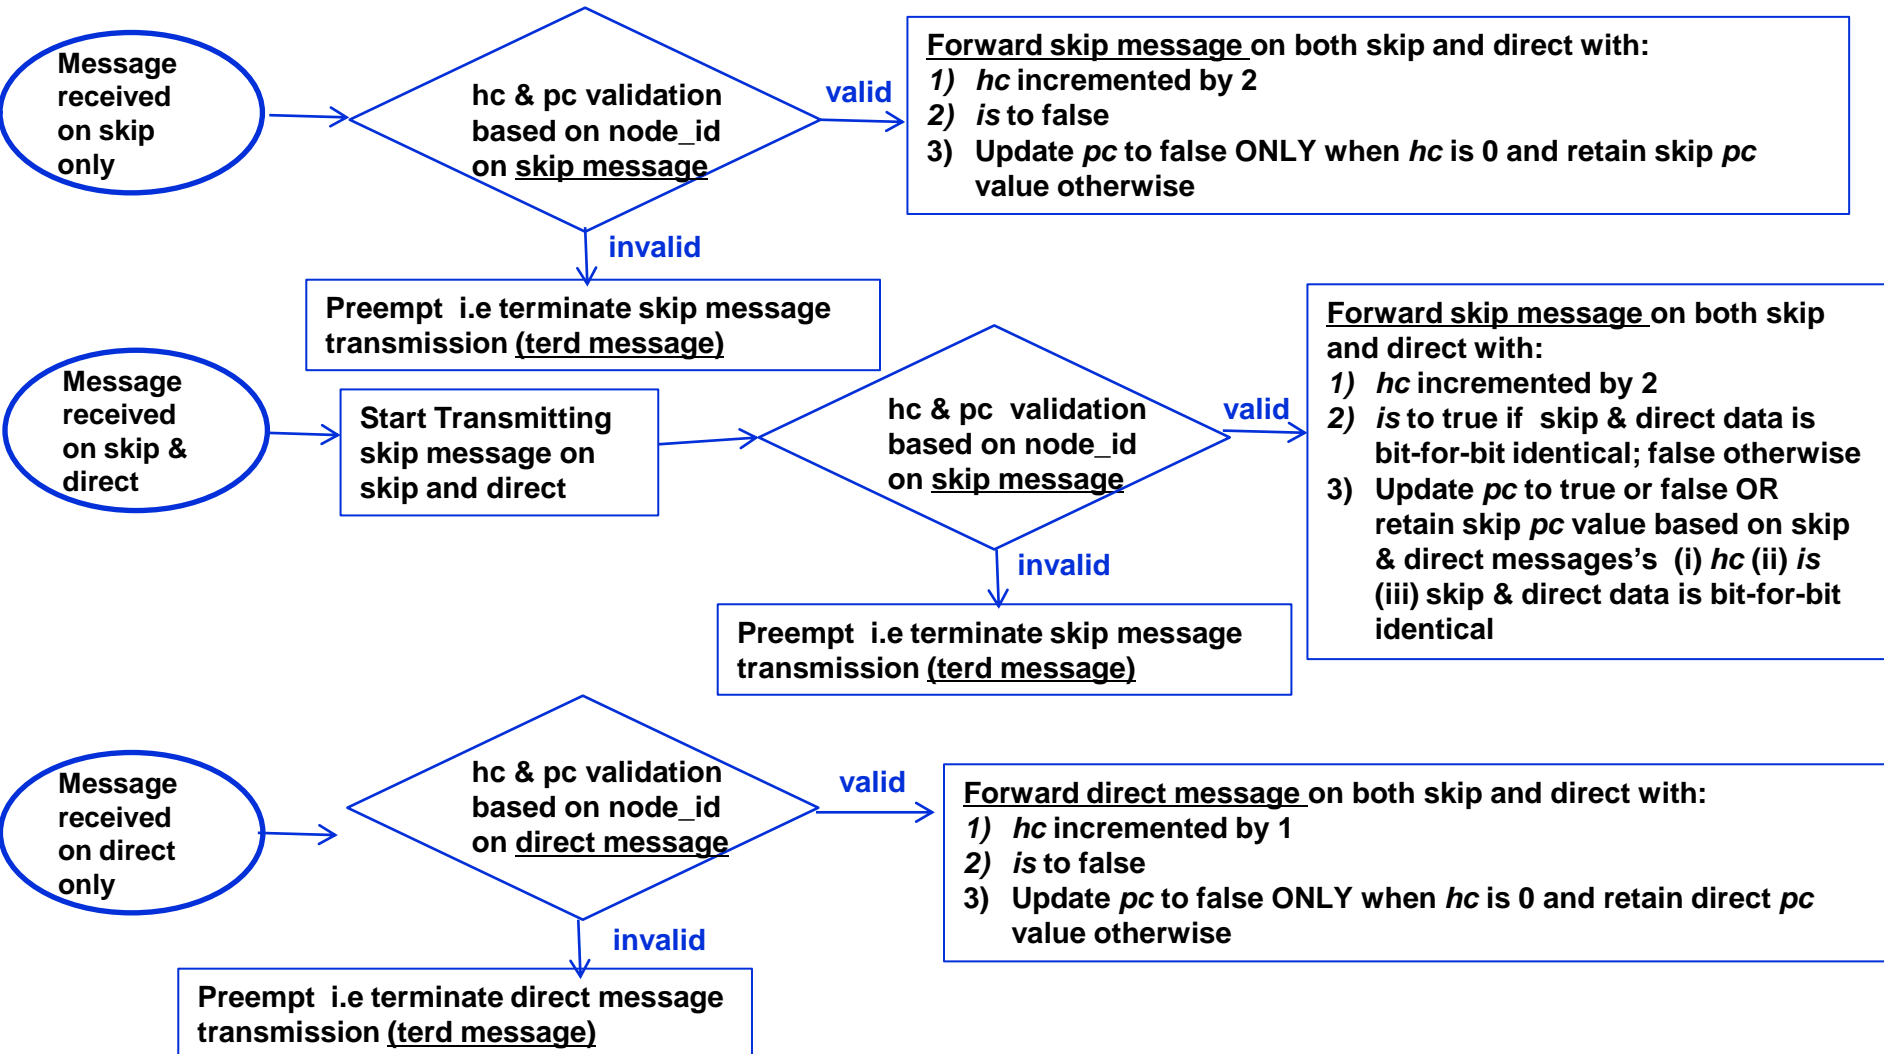 Message
received
on skip
only
hc & pc validation
based on node_id
on skip message
valid
Forward skip message on both skip and direct with:
1) hc incremented by 2
2) is to false
3) Update pc to false ONLY when hc is 0 and retain skip pc
value otherwise
invalid
Preempt i.e terminate skip message
transmission (terd message)
Message
received
on skip &
direct
Start Transmitting
skip message on
skip and direct
hc & pc validation
based on node_id
on skip message
valid
Forward skip message on both skip
and direct with:
1) hc incremented by 2
2) is to true if skip & direct data is
bit-for-bit identical; false otherwise
3) Update pc to true or false OR
retain skip pc value based on skip
& direct messages's (i) hc (ii) is
(iii) skip & direct data is bit-for-bit
identical
invalid
Preempt i.e terminate skip message
transmission (terd message)
Message
received
on direct
only
hc & pc validation
based on node_id
on direct message
valid
Forward direct message on both skip and direct with:
1) hc incremented by 1
2) is to false
3) Update pc to false ONLY when hc is 0 and retain direct pc
value otherwise
invalid
Preempt i.e terminate direct message
transmission (terd message)